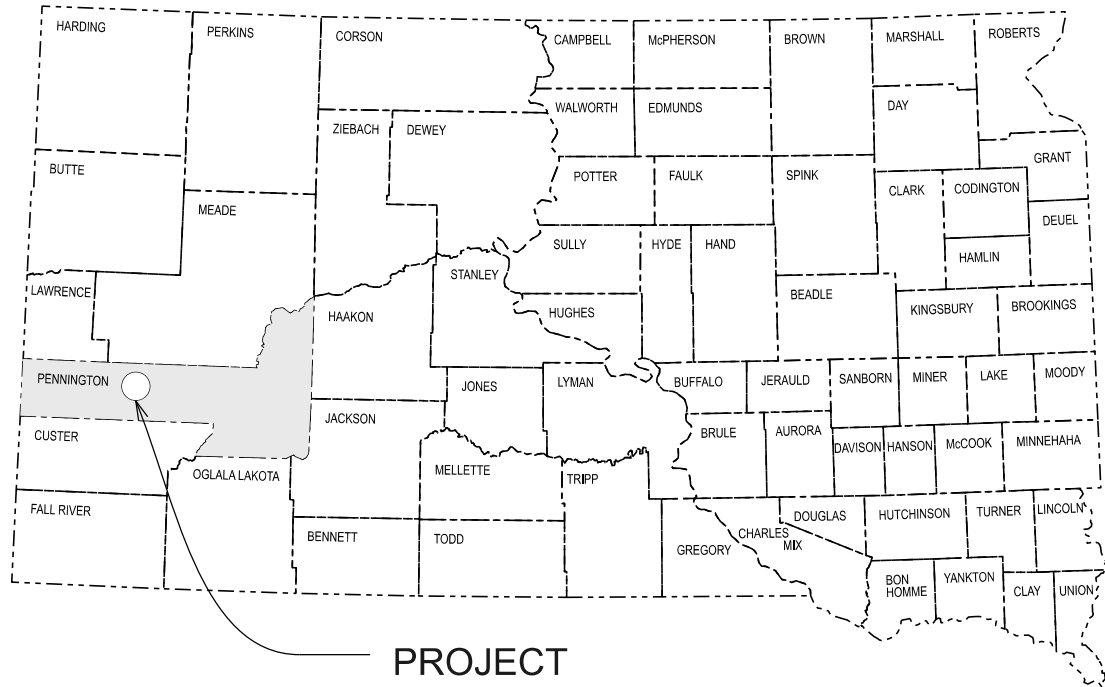 HARDING
PERKINS
CORSON
CAMPBELL
McPHERSON
BROWN
MARSHALL
ROBERTS
WALWORTH
EDMUNDS
DAY
ZIEBACH
DEWEY
GRANT
BUTTE
POTTER
FAULK
SPINK
CLARK
CODINGTON
MEADE
DEUEL
SULLY
HYDE
HAND
HAMLIN
STANLEY
LAWRENCE
BEADLE
HAAKON
HUGHES
KINGSBURY
BROOKINGS
PENNINGTON
JONES
LYMAN
BUFFALO
JERAULD
SANBORN
MINER
LAKE
MOODY
JACKSON
CUSTER
BRULE
AURORA
DAVISON
HANSON
McCOOK
MINNEHAHA
OGLALA LAKOTA
MELLETTE
TRIPP
FALL RIVER
DOUGLAS
HUTCHINSON
TURNER
LINCOLN
BENNETT
TODD
GREGORY
CHARLES
MIX
BON
HOMME
YANKTON
CLAY
UNION
PROJECT